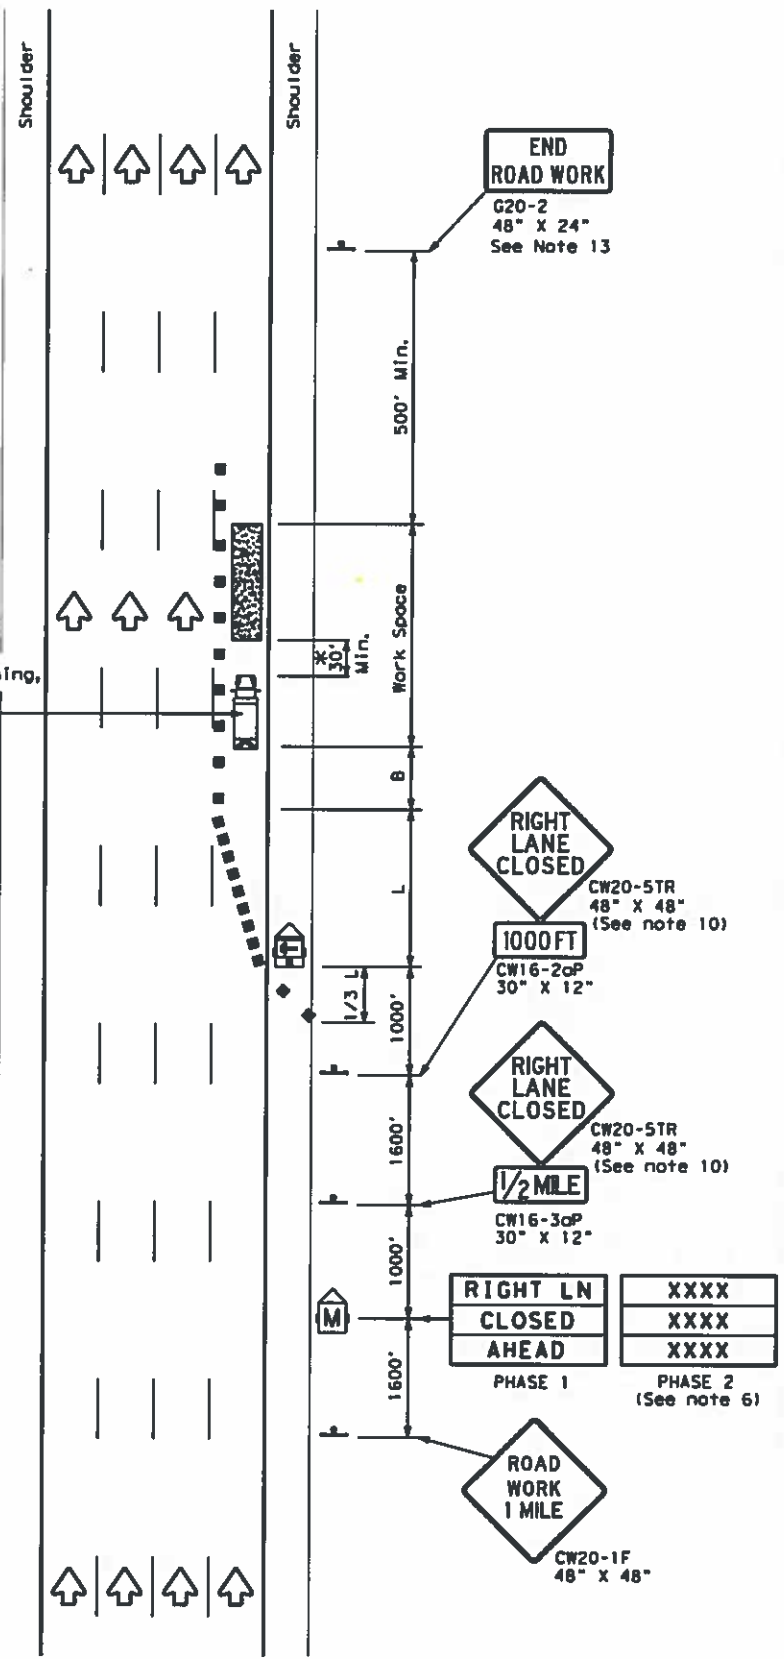 Shoulder
Shoulder
END
ROAD WORK
G20-2
48" X 24"
See Note 13
500' Min.
Work Space
*
30'
Min.
ing,
B
L
RIGHT
LANE
CLOSED
CW20-5TR
48" X 48"
(See note 10)
1000 FT
CW16-2aP
30" X 12"
1/3 L
1000'
RIGHT
LANE
CLOSED
CW20-5TR
48" X 48"
(See note 10)
1600'
1/2 MILE
CW16-3aP
30" X 12"
1000'
M
RIGHT LN
CLOSED
AHEAD
PHASE 1
XXXX
XXXX
XXXX
PHASE 2
(See note 6)
1600'
ROAD
WORK
1 MILE
CW20-1F
48" X 48"